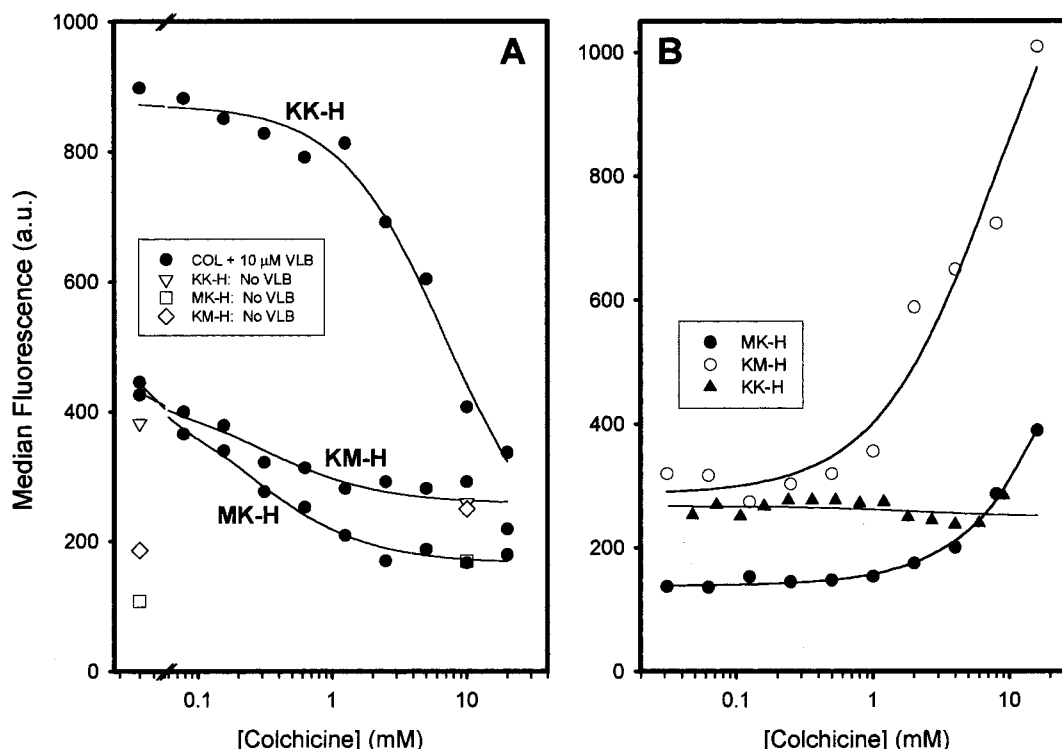 1000
800
600
400
200
0
Median Fluorescence (a.u.)
A
KK-H
COL + 10 μM VLB
KK-H: No VLB
MK-H: No VLB
KM-H: No VLB
KM-H
MK-H
0.1
1
10
[Colchicine] (mM)
B
1000
800
600
400
200
0
MK-H
KM-H
KK-H
0.1
1
10
[Colchicine] (mM)